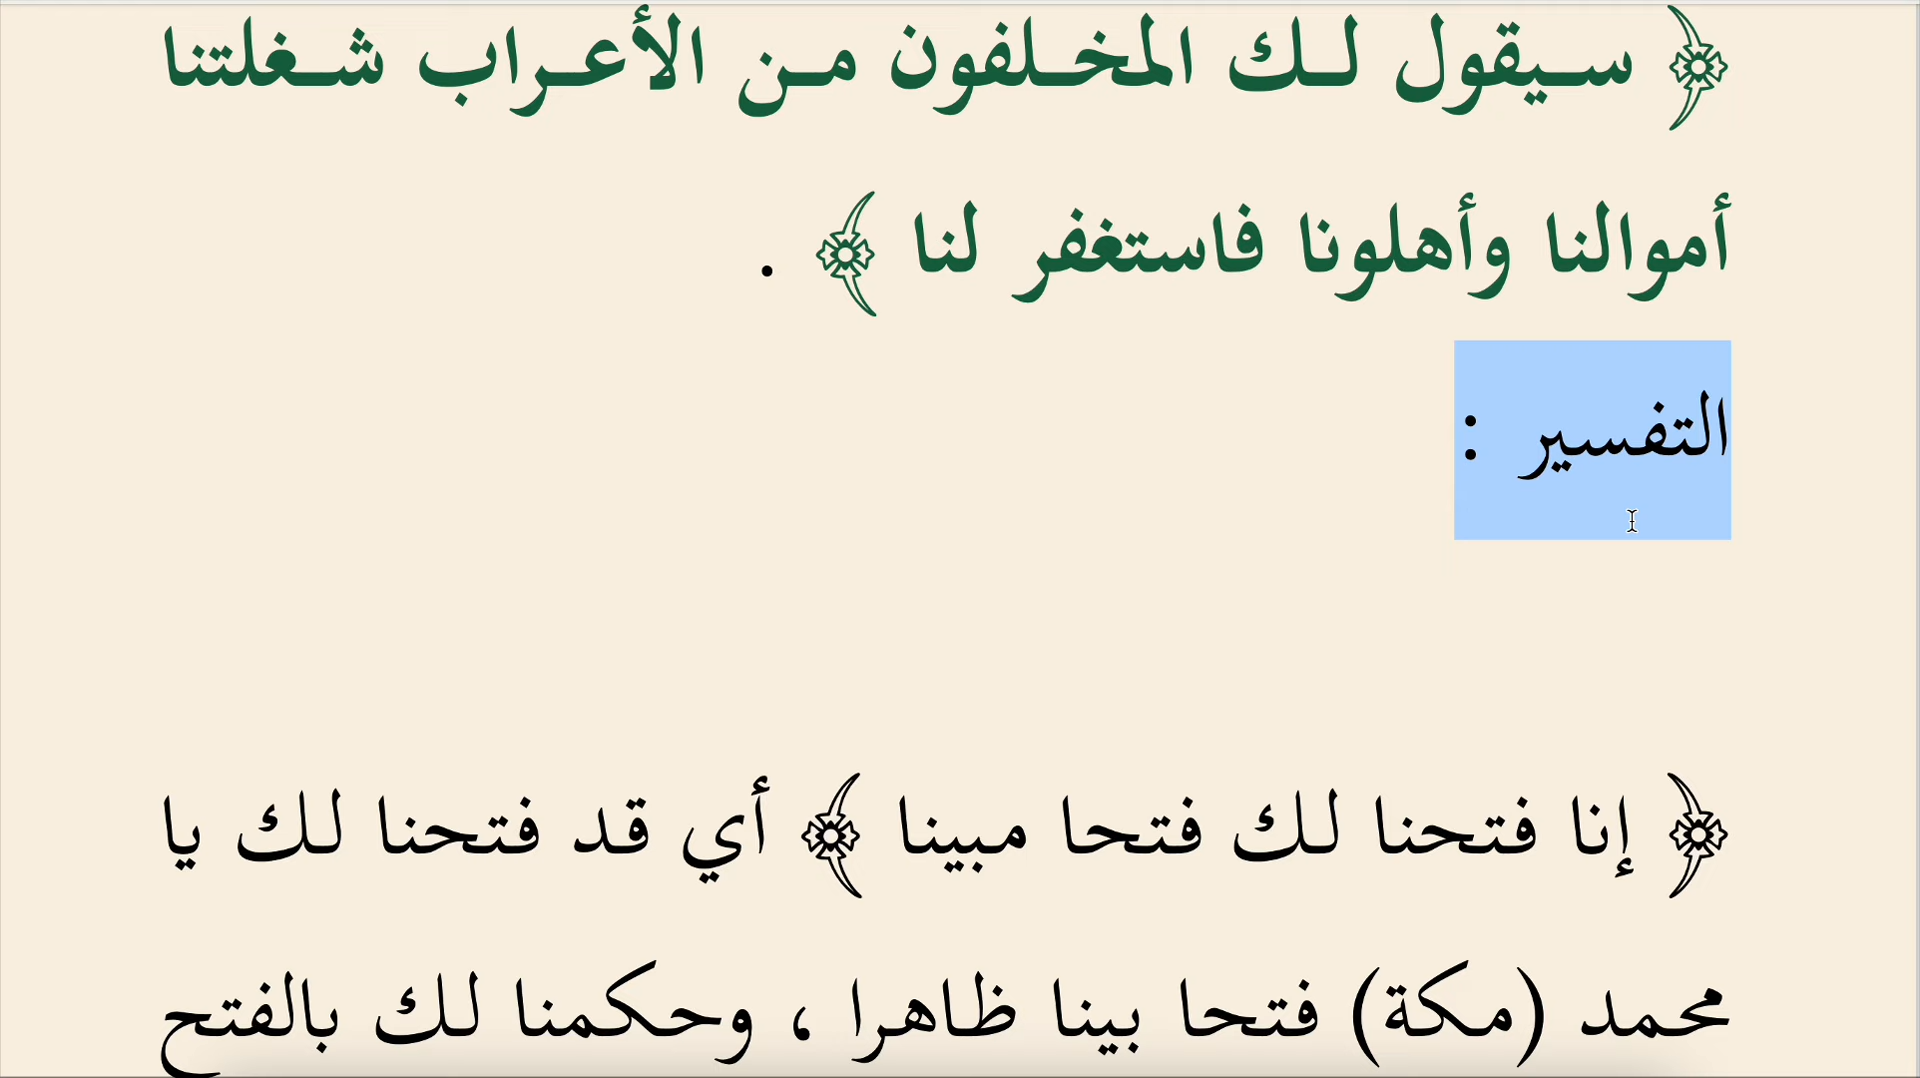 ﴿ سيقول لك المخلفون من الأعراب شغلتنا
أموالنا وأهلونا فاستغفر لنا ﴾ .
التفسير :
﴿ إنا فتحنا لك فتحا مبينا ﴾ أي قد فتحنا لك يا
محمد (مكة) فتحا بينا ظاهرا ، وحكمنا لك بالفتح